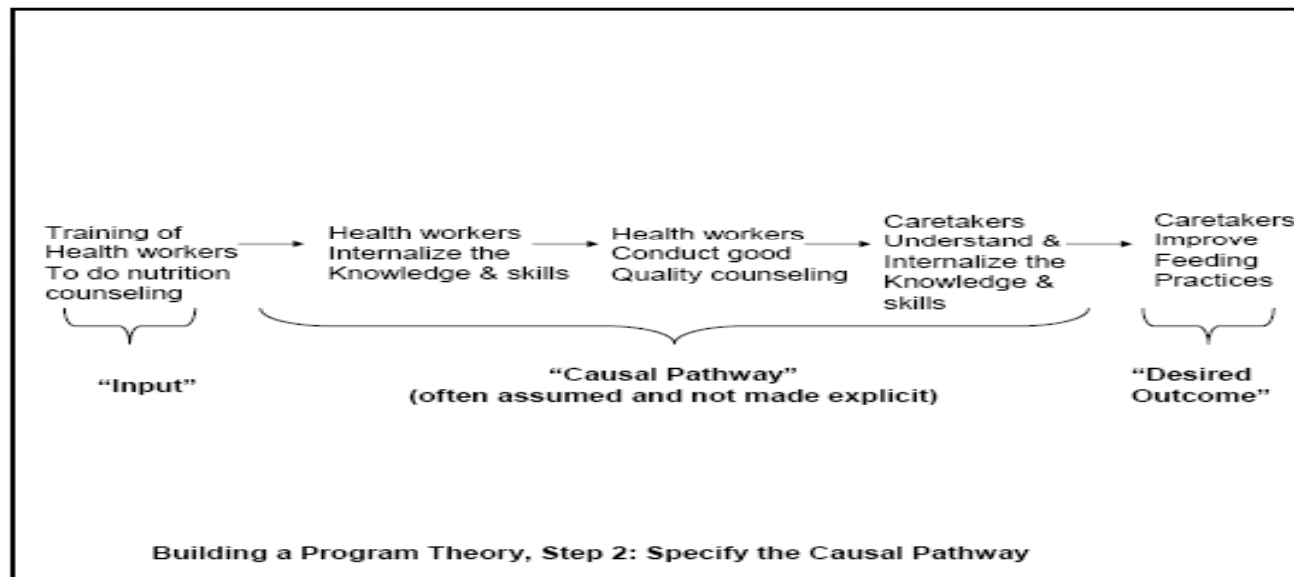 Training of
Health workers
To do nutrition
counseling
Health workers
Internalize the
Knowledge & skills
Health workers
Conduct good
Quality counseling
Caretakers
Understand &
Internalize the
Knowledge &
skills
Caretakers
Improve
Feeding
Practices
“Input”
“Causal Pathway”
(often assumed and not made explicit)
“Desired
Outcome”
Building a Program Theory, Step 2: Specify the Causal Pathway